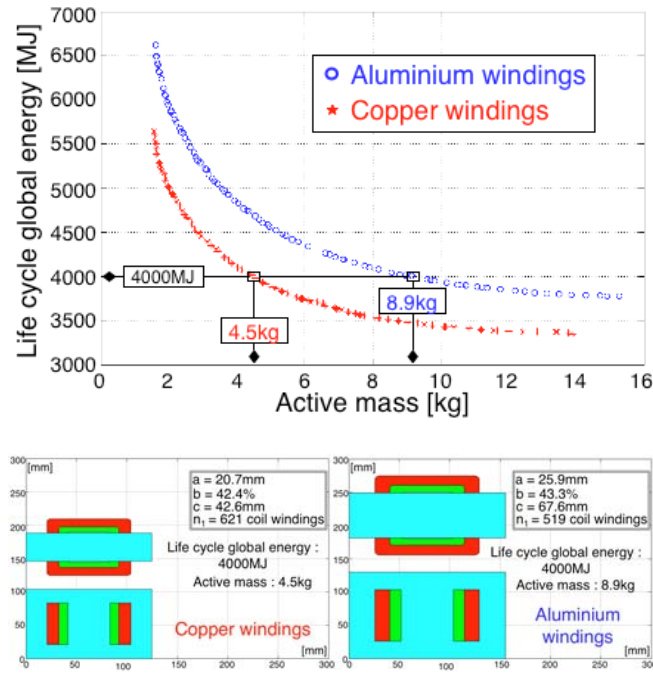 Life cycle global energy [MJ]
7000
6500
6000
5500
5000
4500
4000
3500
3000
Aluminium windings
Copper windings
4000MJ
4.5kg
8.9kg
0 2 4 6 8 10 12 14 16
Active mass [kg]
300
[mm]
250
200
150
100
50
0
a = 20.7mm
b = 42.4%
c = 42.6mm
n1 = 621 coil windings
Life cycle global energy :
4000MJ
Active mass : 4.5kg
Copper windings
[mm]
0 50 100 150 200 250 300
300
[mm]
250
200
150
100
50
0
a = 25.9mm
b = 43.3%
c = 67.6mm
n1 = 519 coil windings
Life cycle global energy :
4000MJ
Active mass : 8.9kg
Aluminium
windings
[mm]
0 50 100 150 200 250 300